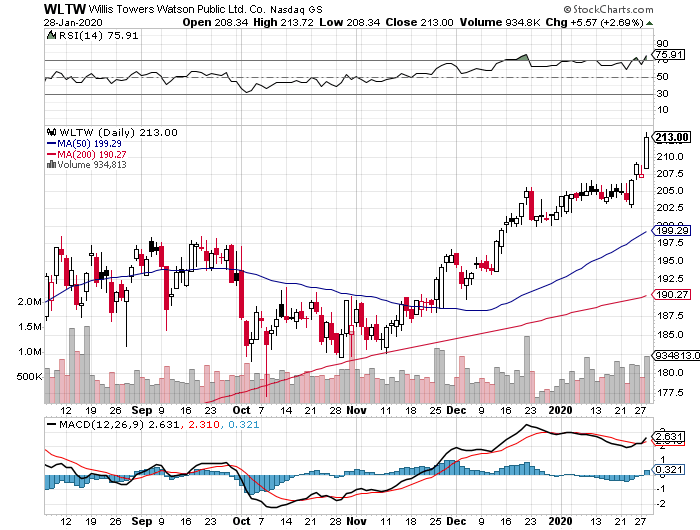 WLTW Willis Towers Watson Public Ltd. Co. Nasdaq GS © StockCharts.com
28-Jan-2020 Open 208.34 High 213.72 Low 208.34 Close 213.00 Volume 934.8K Chg +5.57 (+2.69%)
RSI(14) 75.91
90
75.91
50
30
10
WLTW (Daily) 213.00
MA(50) 199.29
MA(200) 190.27
Volume 934,813
213.00
210.0
207.5
205.0
202.5
199.29
197.5
195.0
192.5
190.27
187.5
185.0
934813.0
180.0
177.5
2.0M
1.5M
1.0M
500K
12 19 26 Sep 9 16 23 Oct 7 14 21 28 Nov 11 18 25 Dec 9 16 23 2020 13 21 27
MACD(12,26,9) 2.631, 2.310, 0.321
3
2.631
1
0.321
-1
-2
12 19 26 Sep 9 16 23 Oct 7 14 21 28 Nov 11 18 25 Dec 9 16 23 2020 13 21 27